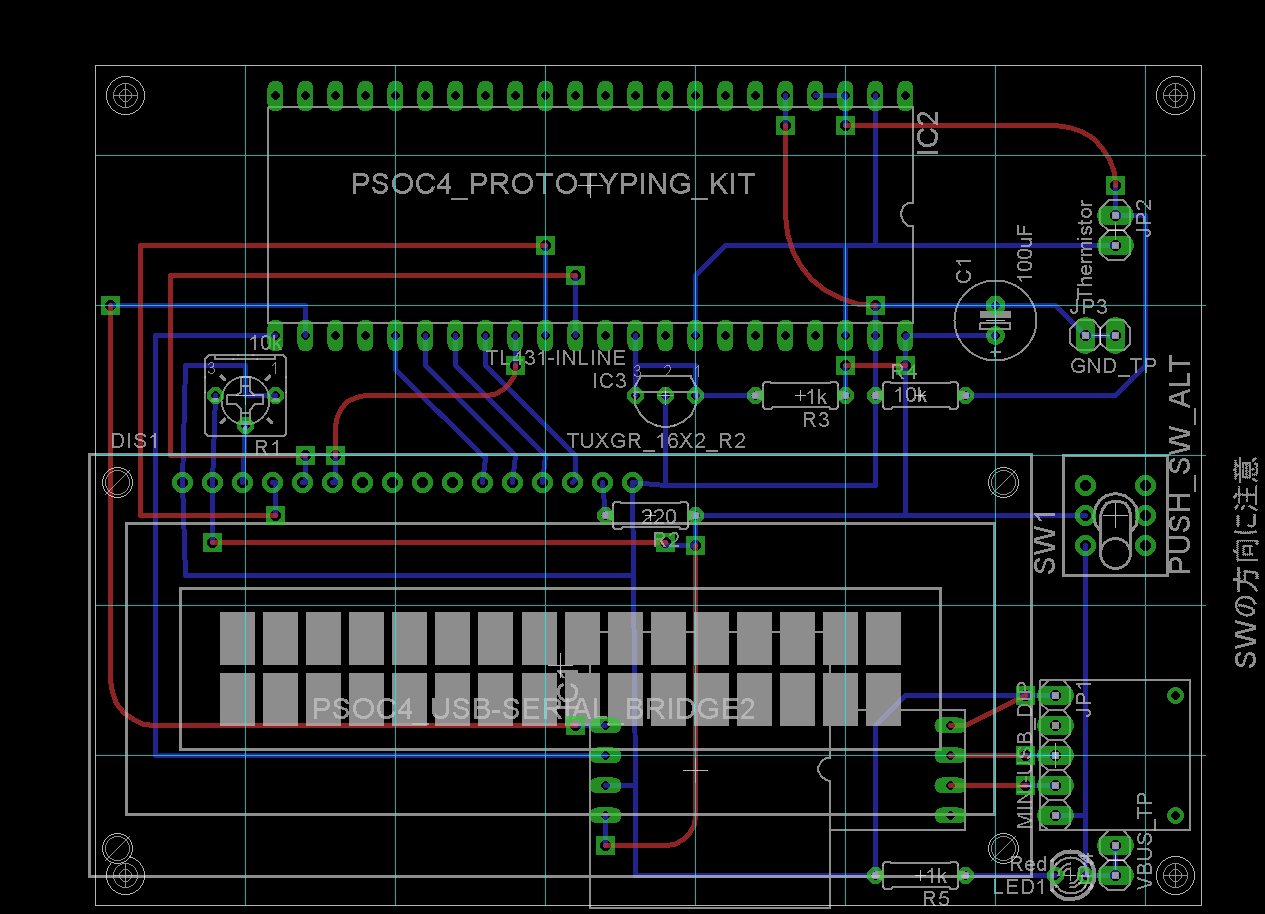 IC2
PSOC4_PROTOTYPING_KIT
JP2
Thermistor
100uF
C1
JP3
10k
TL431-INLINE
GND_TP
3
1
IC3
3
2
1
R4
10k
+1k
R3
DIS1
R1
TUXGR_16X2_R2
PUSH_SW_ALT
220
R2
SW1
SWの方向に注意
IC1
PSOC4_USB-SERIAL_BRIDGE2
JP1
MINI-USB_DIP
VBUS_TP
Red
LED1
+1k
R5
+